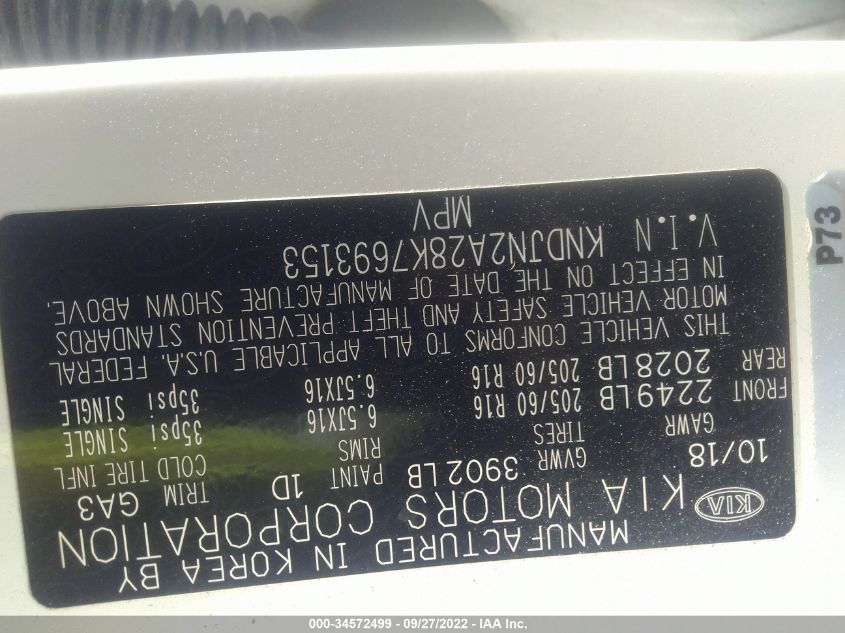 MANUFACTURED IN KOREA BY
KIA KIA MOTORS CORPORATION
10/18 GVWR 3902LB PAINT 1D TRIM GA3
GAWR TIRES RIMS COLD TIRE INFL
FRONT 2249LB 205/60 R16 6.5JX16 35psi SINGLE
REAR 2028LB 205/60 R16 6.5JX16 35psi SINGLE
THIS VEHICLE CONFORMS TO ALL APPLICABLE U.S.A. FEDERAL
MOTOR VEHICLE SAFETY AND THEFT PREVENTION STANDARDS
IN EFFECT ON THE DATE OF MANUFACTURE SHOWN ABOVE.
V.I.N KNDJN2A28K7693153
MPV
P73
000-34572499 - 09/27/2022 - IAA Inc.